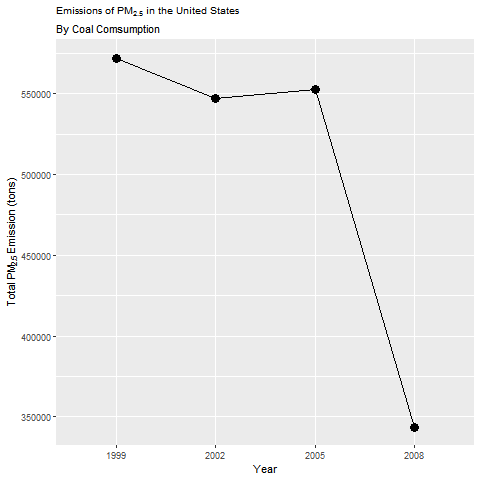 Emissions of PM2.5 in the United States
By Coal Comsumption
Total PM2.5 Emission (tons)
550000
500000
450000
400000
350000
1999 2002 2005 2008
Year